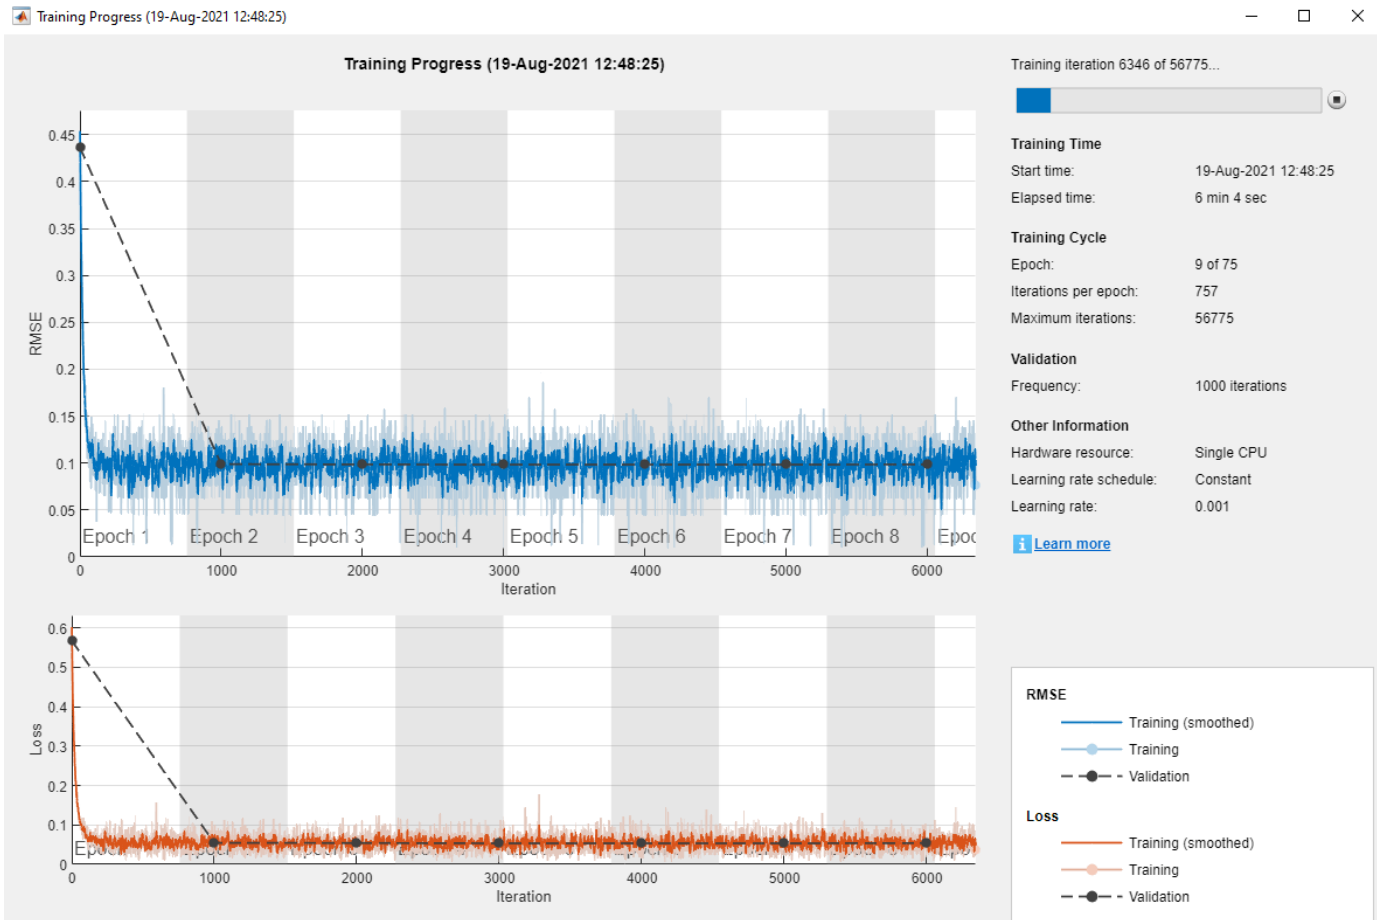 Training Progress (19-Aug-2021 12:48:25)
Training Progress (19-Aug-2021 12:48:25)
0.45
0.4
0.35
0.3
0.25
0.2
0.15
0.1
0.05
0
RMSE
Epoch 1
Epoch 2
Epoch 3
Epoch 4
Epoch 5
Epoch 6
Epoch 7
Epoch 8
Epoc
0
1000
2000
3000
4000
5000
6000
Iteration
0.6
0.5
0.4
0.3
0.2
0.1
0
Loss
0
1000
2000
3000
4000
5000
6000
Iteration
Training iteration 6346 of 56775...
Training Time
Start time: 19-Aug-2021 12:48:25
Elapsed time: 6 min 4 sec
Training Cycle
Epoch: 9 of 75
Iterations per epoch: 757
Maximum iterations: 56775
Validation
Frequency: 1000 iterations
Other Information
Hardware resource: Single CPU
Learning rate schedule: Constant
Learning rate: 0.001
i Learn more
RMSE
Training (smoothed)
Training
Validation
Loss
Training (smoothed)
Training
Validation